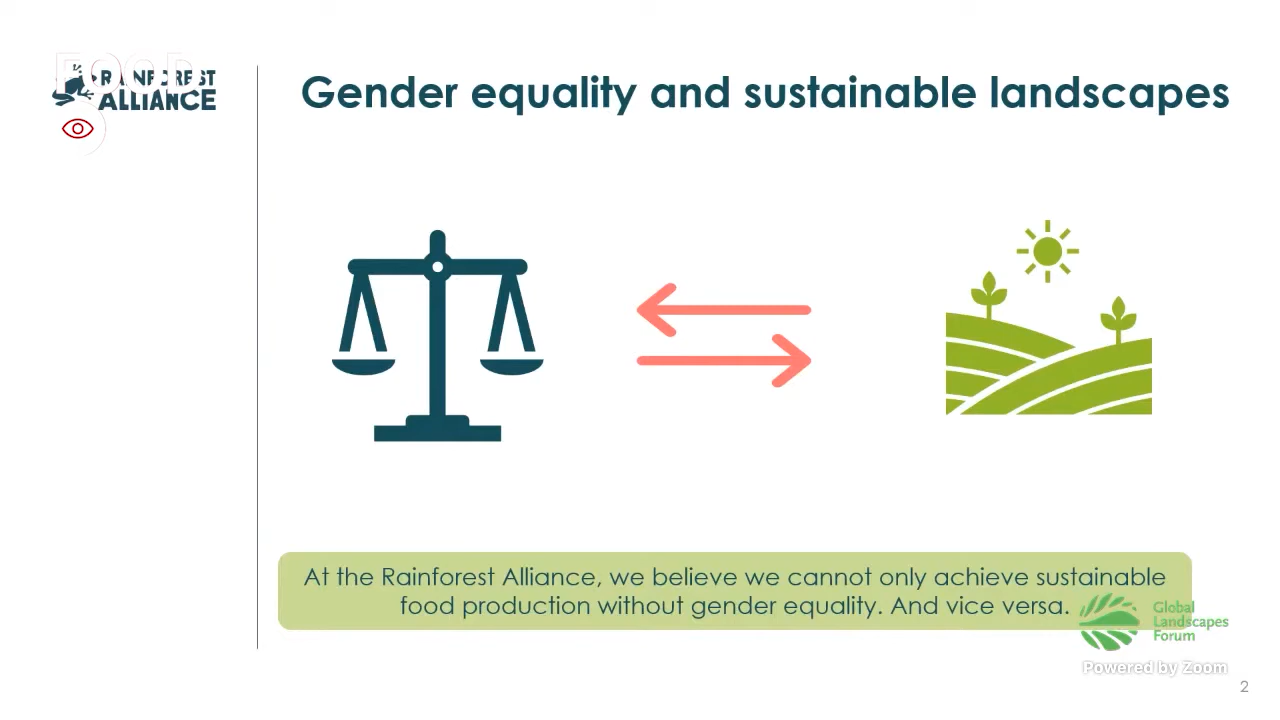 FOOD
RAINFOREST
ALLIANCE
Gender equality and sustainable landscapes
At the Rainforest Alliance, we believe we cannot only achieve sustainable
food production without gender equality. And vice versa.
Global
Landscapes
Forum
Powered by Zoom
2